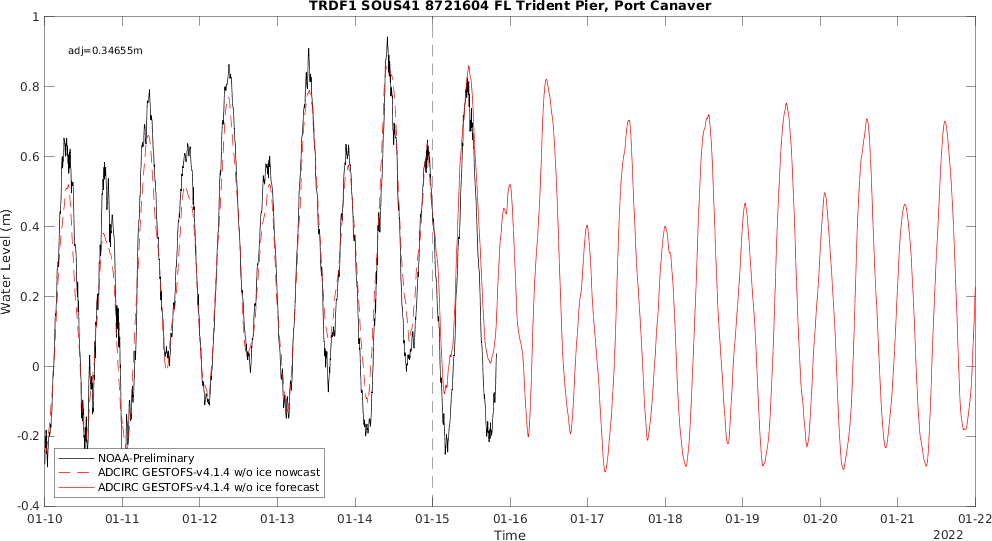 TRDF1 SOUS41 8721604 FL Trident Pier, Port Canaver
adj=0.34655m
Water Level (m)
1
0.8
0.6
0.4
0.2
0
-0.2
-0.4
NOAA-Preliminary
ADCIRC GESTOFS-v4.1.4 w/o ice nowcast
ADCIRC GESTOFS-v4.1.4 w/o ice forecast
01-10 01-11 01-12 01-13 01-14 01-15 01-16 01-17 01-18 01-19 01-20 01-21 01-22
Time
2022